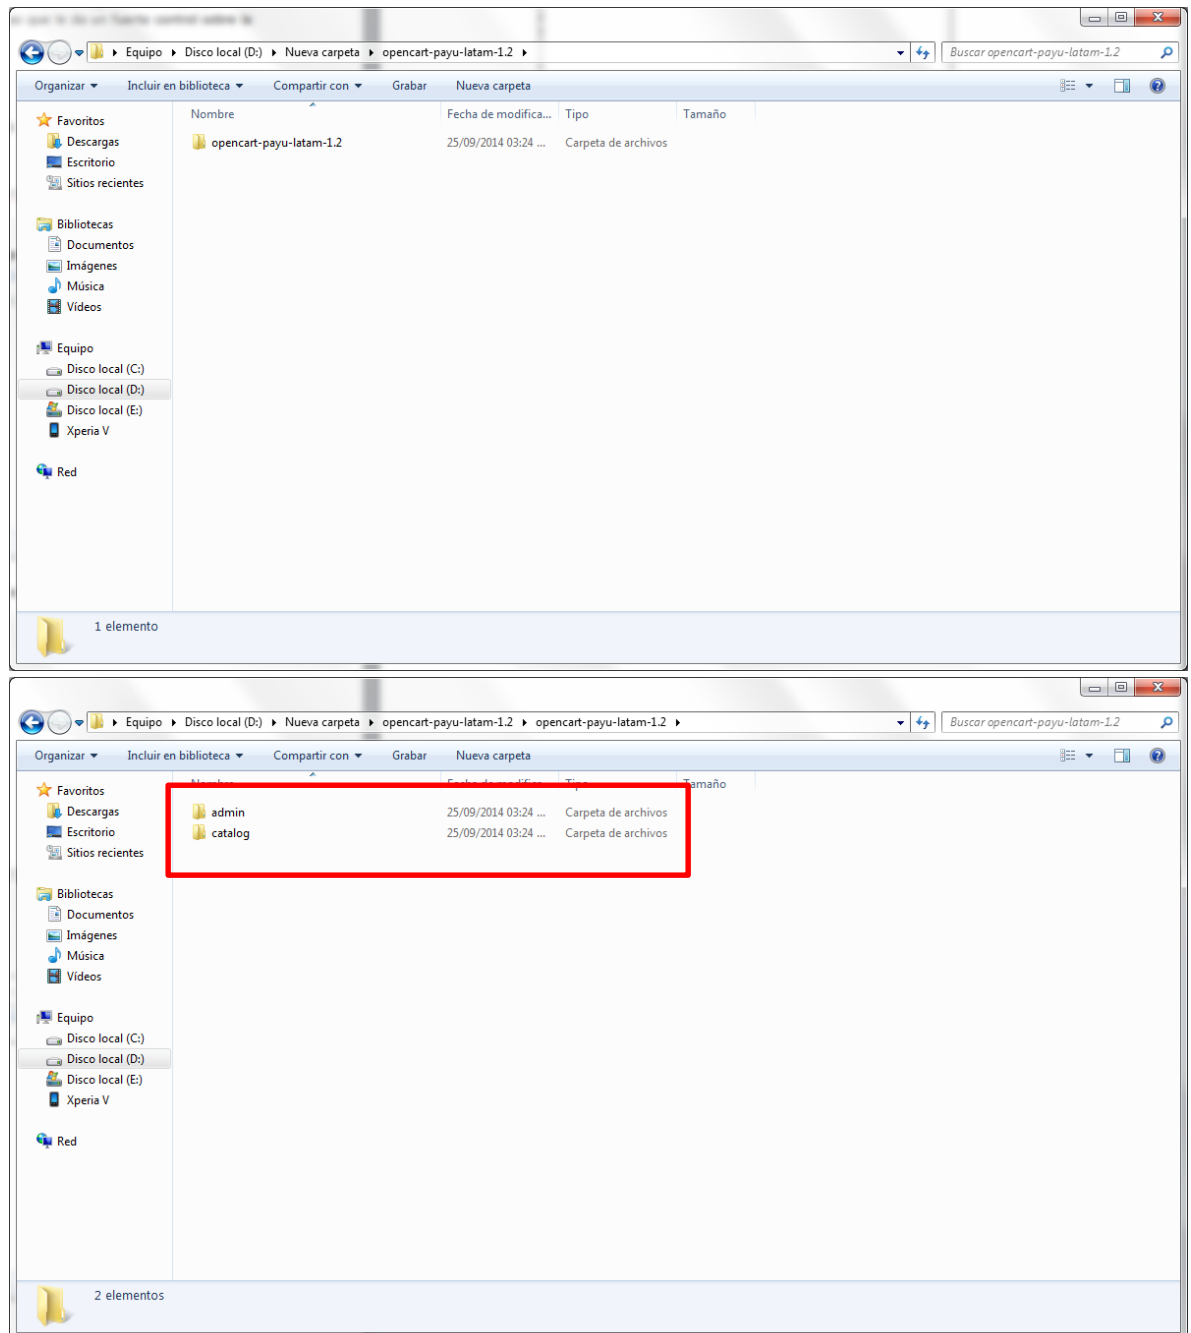 Equipo Disco local (D:) Nueva carpeta opencart-payu-latam-1.2 Buscar opencart-payu-latam-1.2
Organizar Incluir en biblioteca Compartir con Grabar Nueva carpeta
Favoritos
Descargas
Escritorio
Sitios recientes
Bibliotecas
Documentos
Imágenes
Música
Vídeos
Equipo
Disco local (C:)
Disco local (D:)
Disco local (E:)
Xperia V
Red
Nombre Fecha de modifica... Tipo Tamaño
opencart-payu-latam-1.2 25/09/2014 03:24 ... Carpeta de archivos
1 elemento
Equipo Disco local (D:) Nueva carpeta opencart-payu-latam-1.2 opencart-payu-latam-1.2 Buscar opencart-payu-latam-1.2
Organizar Incluir en biblioteca Compartir con Grabar Nueva carpeta
Favoritos
Descargas
Escritorio
Sitios recientes
Bibliotecas
Documentos
Imágenes
Música
Vídeos
Equipo
Disco local (C:)
Disco local (D:)
Disco local (E:)
Xperia V
Red
Tamaño
admin 25/09/2014 03:24 ... Carpeta de archivos
catalog 25/09/2014 03:24 ... Carpeta de archivos
2 elementos